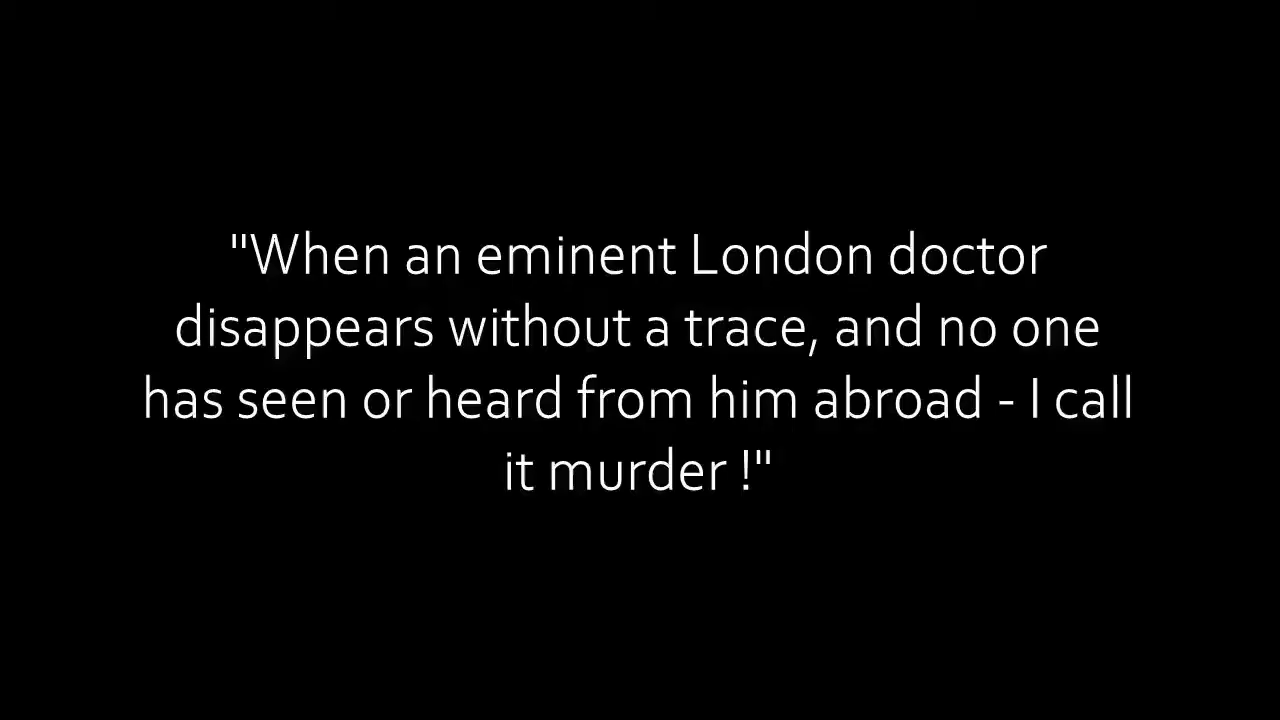 "When an eminent London doctor
disappears without a trace, and no one
has seen or heard from him abroad - I call
it murder !"